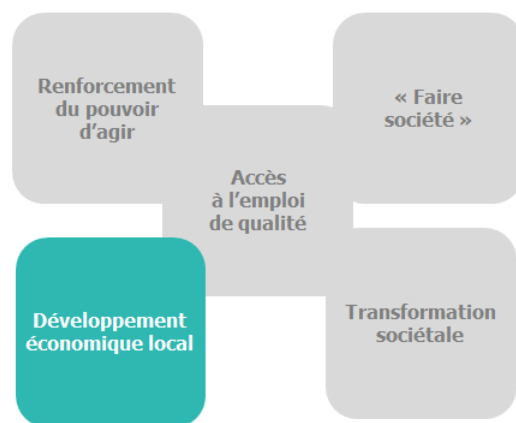 Renforcement
du pouvoir
d'agir
« Faire
société »
Accès
à l'emploi
de qualité
Développement
économique local
Transformation
sociétale